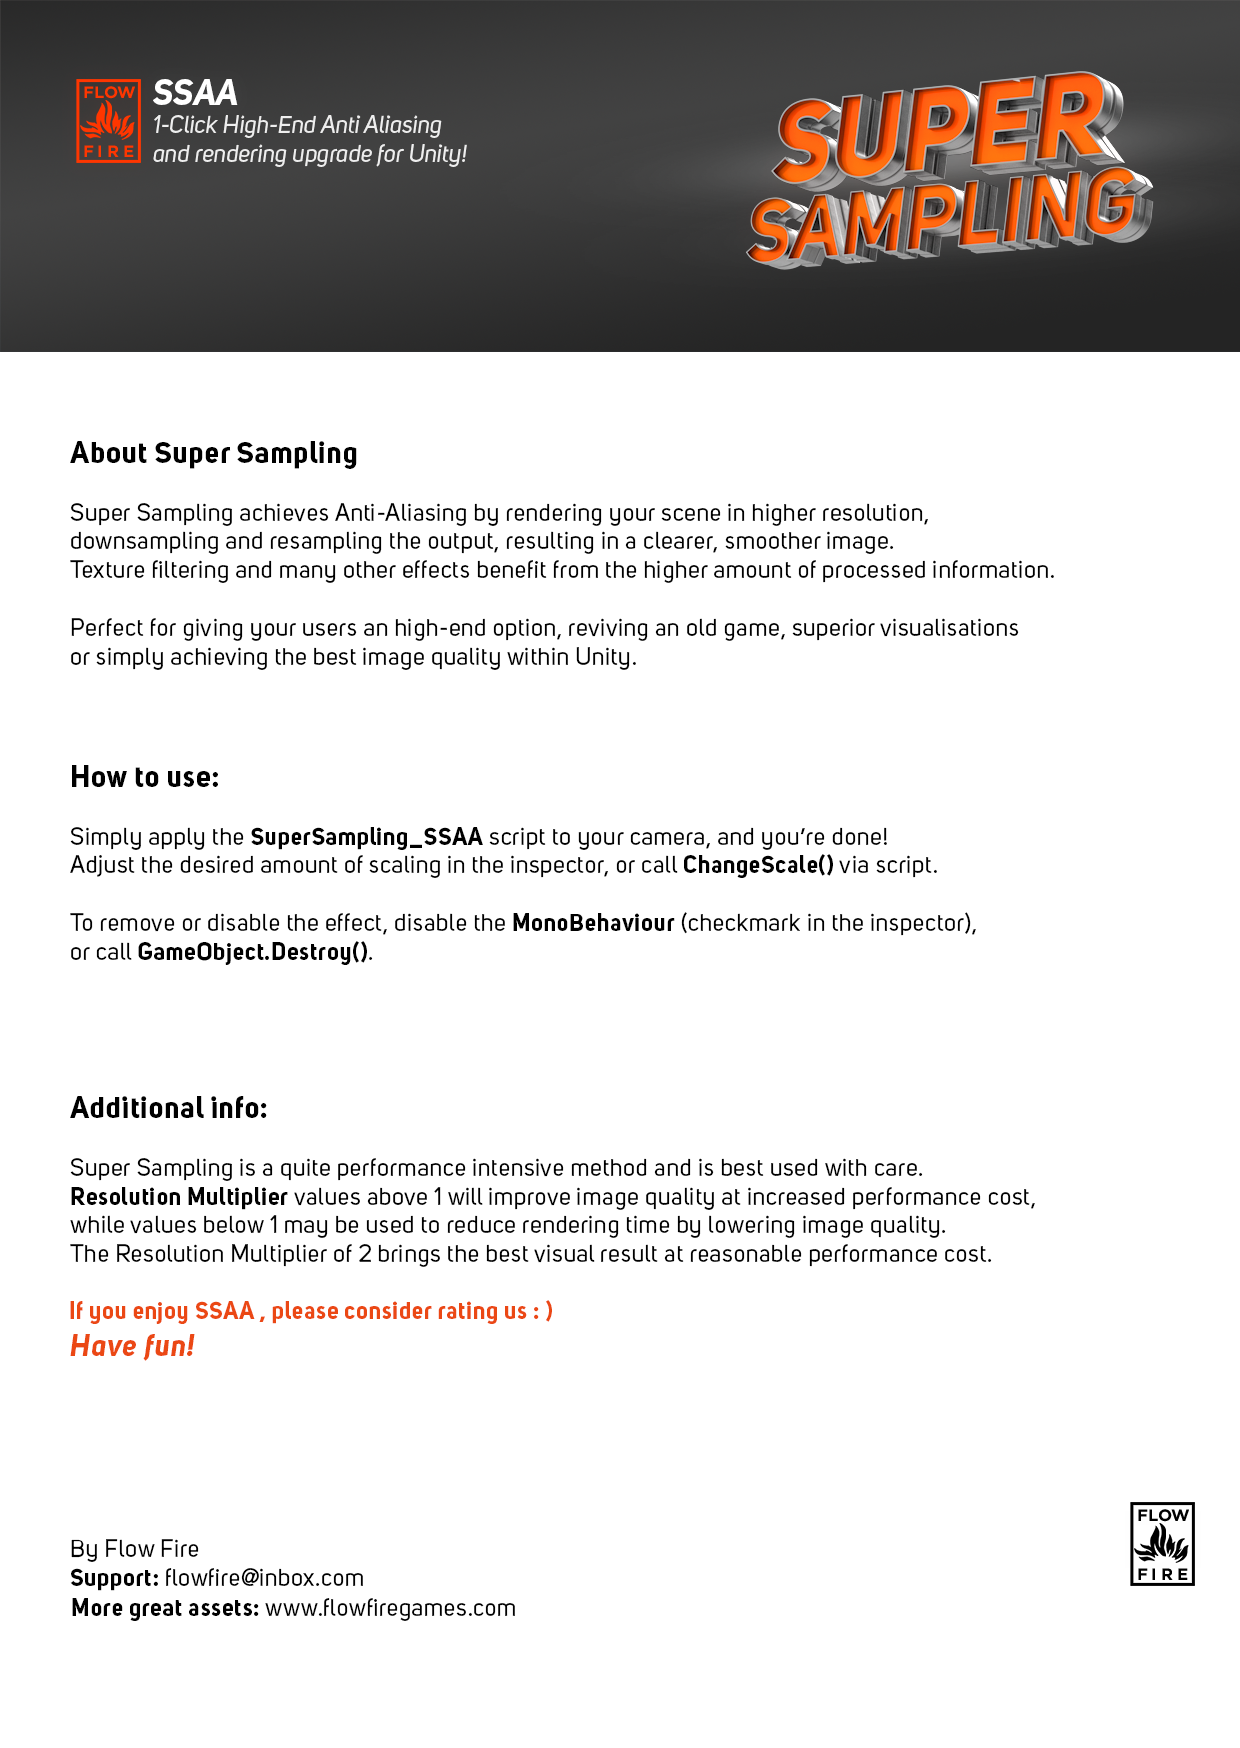 FLOW
FIRE
SSAA
1-Click High-End Anti Aliasing
and rendering upgrade for Unity!
SUPER
SAMPLING
About Super Sampling
Super Sampling achieves Anti-Aliasing by rendering your scene in higher resolution,
downsampling and resampling the output, resulting in a clearer, smoother image.
Texture filtering and many other effects benefit from the higher amount of processed information.
Perfect for giving your users an high-end option, reviving an old game, superior visualisations
or simply achieving the best image quality within Unity.
How to use:
Simply apply the SuperSampling_SSAA script to your camera, and you're done!
Adjust the desired amount of scaling in the inspector, or call ChangeScale() via script.
To remove or disable the effect, disable the MonoBehaviour (checkmark in the inspector),
or call GameObject.Destroy().
Additional info:
Super Sampling is a quite performance intensive method and is best used with care.
Resolution Multiplier values above 1 will improve image quality at increased performance cost,
while values below 1 may be used to reduce rendering time by lowering image quality.
The Resolution Multiplier of 2 brings the best visual result at reasonable performance cost.
If you enjoy SSAA , please consider rating us : )
Have fun!
By Flow Fire
Support: flowfire@inbox.com
More great assets: www.flowfiregames.com
FLOW
FIRE